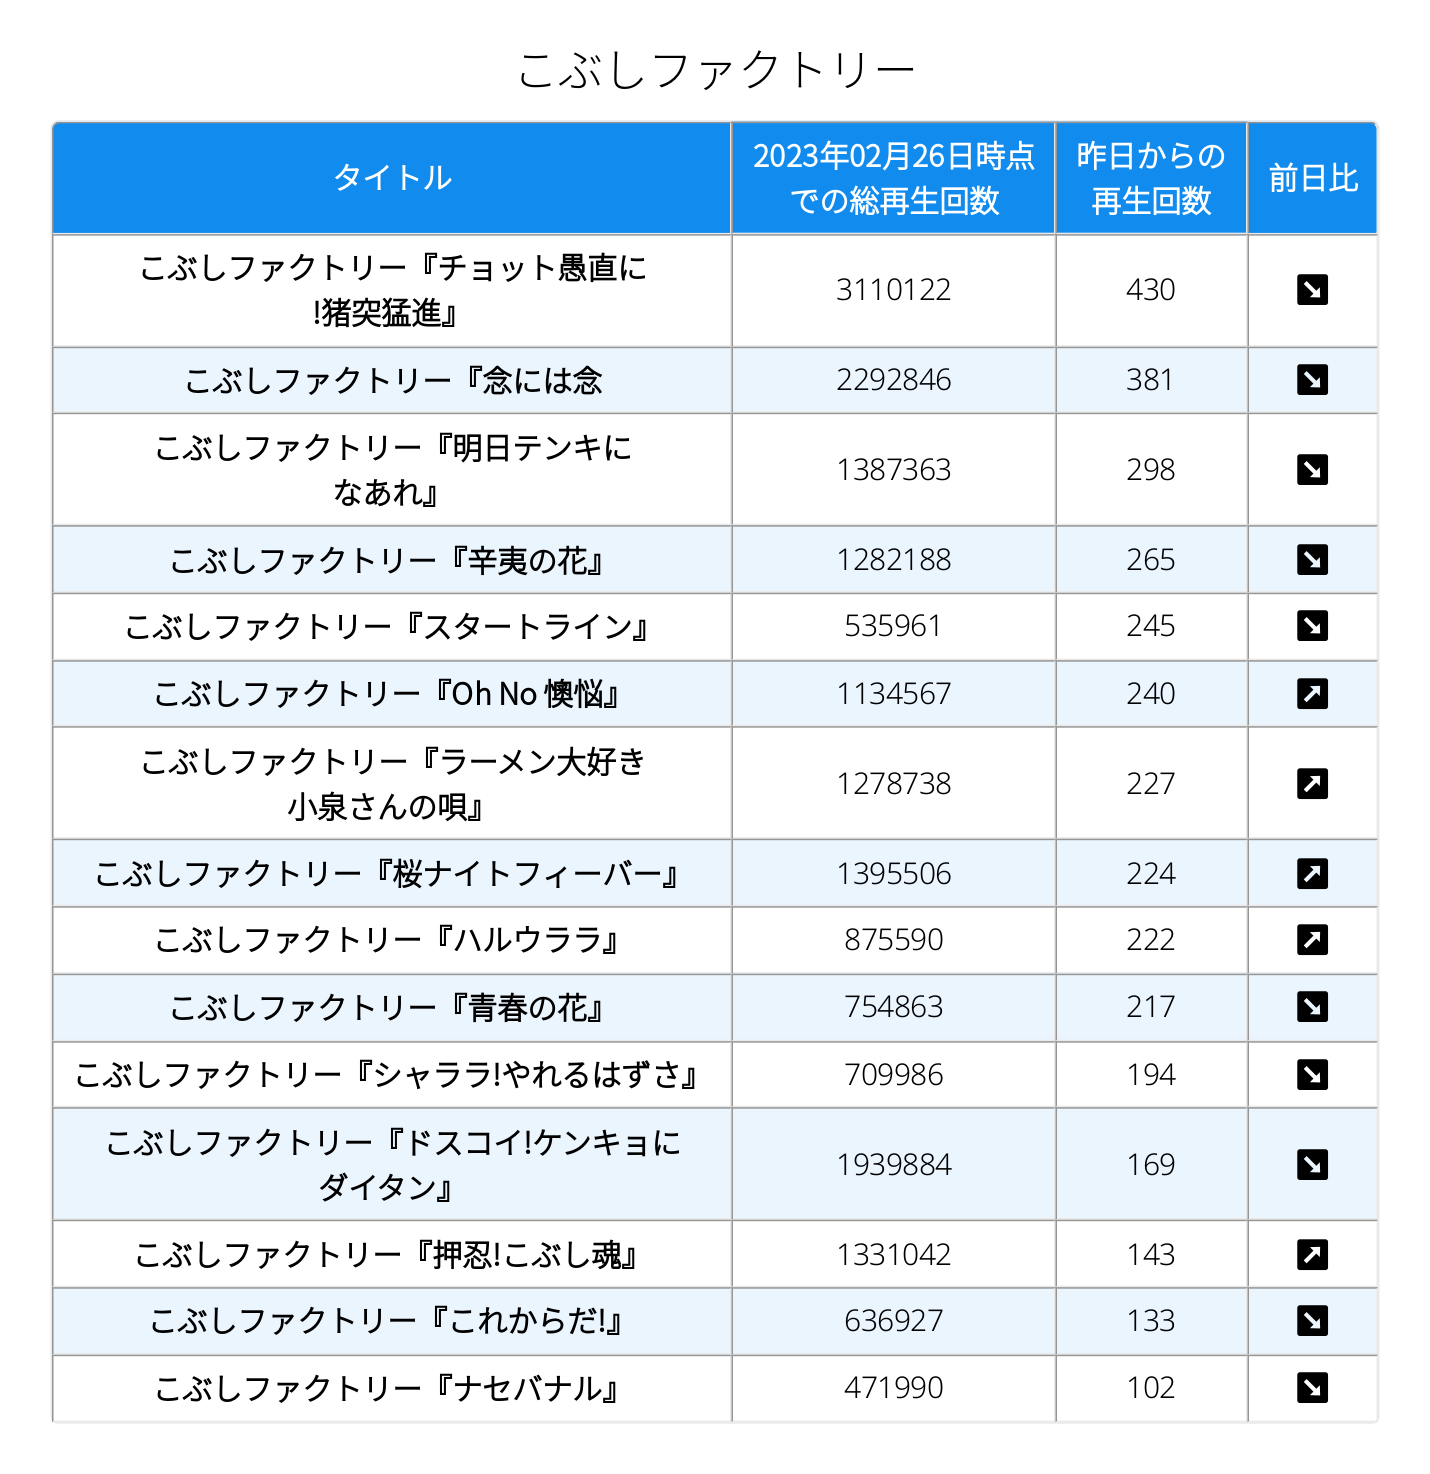 こぶしファクトリー
タイトル
2023年02月26日時点
での総再生回数
昨日からの
再生回数
前日比
こぶしファクトリー『チョット愚直に
!猪突猛進』
3110122
430
こぶしファクトリー『念には念
2292846
381
こぶしファクトリー『明日テンキに
なあれ』
1387363
298
こぶしファクトリー『辛夷の花』
1282188
265
こぶしファクトリー『スタートライン』
535961
245
こぶしファクトリー『Oh No 懊悩』
1134567
240
こぶしファクトリー『ラーメン大好き
小泉さんの唄』
1278738
227
こぶしファクトリー『桜ナイトフィーバー』
1395506
224
こぶしファクトリー『ハルウララ』
875590
222
こぶしファクトリー『青春の花』
754863
217
こぶしファクトリー『シャララ!やれるはずさ』
709986
194
こぶしファクトリー『ドスコイ!ケンキョに
ダイタン』
1939884
169
こぶしファクトリー『押忍!こぶし魂』
1331042
143
こぶしファクトリー『これからだ!』
636927
133
こぶしファクトリー『ナセバナル』
471990
102